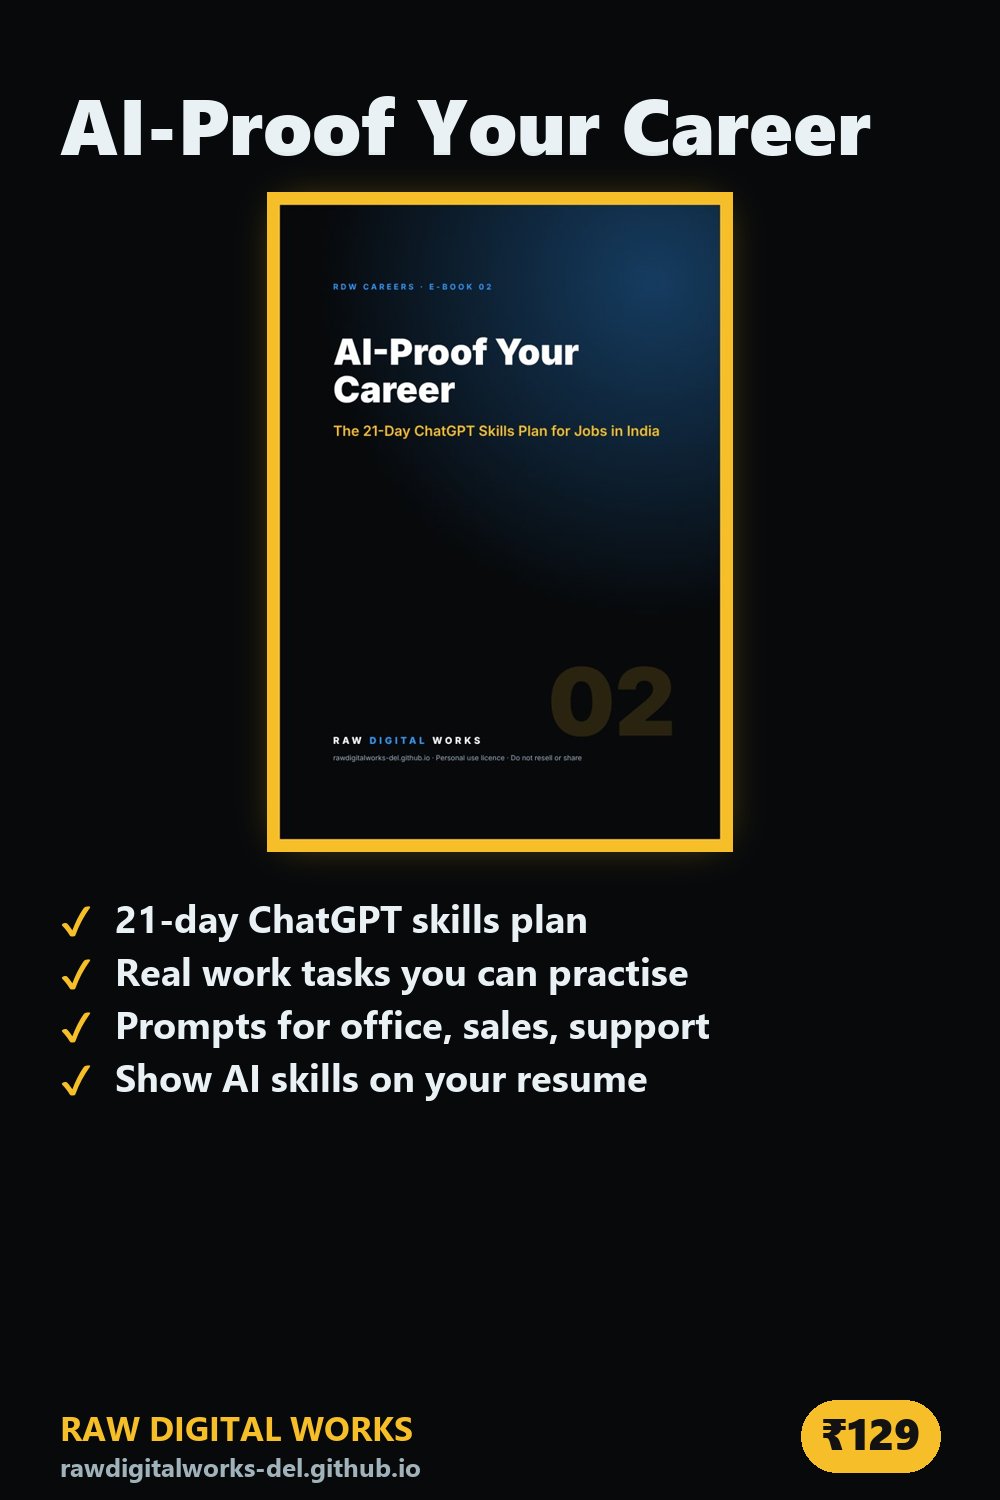 AI-Proof Your Career
RDW CAREERS · E-BOOK 02
AI-Proof Your
Career
The 21-Day ChatGPT Skills Plan for Jobs in India
02
RAW DIGITAL WORKS
rawdigitalworks-del.github.io · Personal use licence · Do not resell or share
✓ 21-day ChatGPT skills plan
✓ Real work tasks you can practise
✓ Prompts for office, sales, support
✓ Show AI skills on your resume
RAW DIGITAL WORKS
rawdigitalworks-del.github.io
₹129